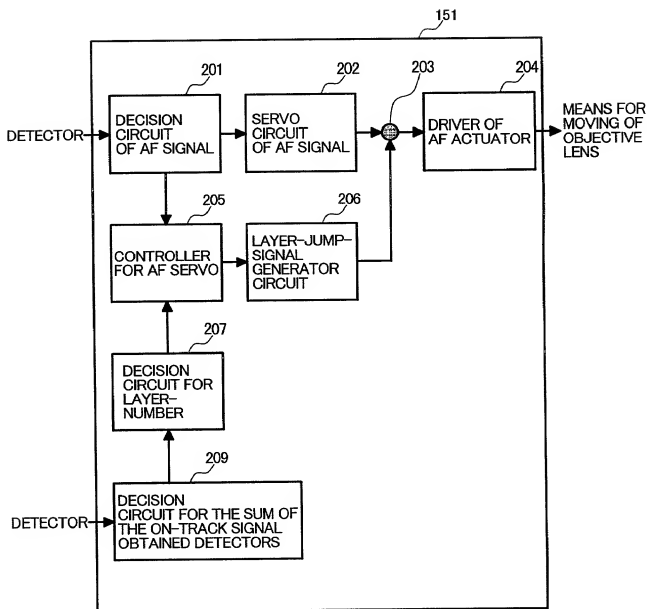 151
201
202
203
204
DETECTOR
DECISION
CIRCUIT
OF AF SIGNAL
SERVO
CIRCUIT
OF AF SIGNAL
DRIVER OF
AF ACTUATOR
MEANS FOR
MOVING OF
OBJECTIVE
LENS
205
206
CONTROLLER
FOR AF SERVO
LAYER-JUMP-
SIGNAL
GENERATOR
CIRCUIT
207
DECISION
CIRCUIT FOR
LAYER-
NUMBER
209
DETECTOR
DECISION
CIRCUIT FOR THE SUM OF
THE ON-TRACK SIGNAL
OBTAINED DETECTORS